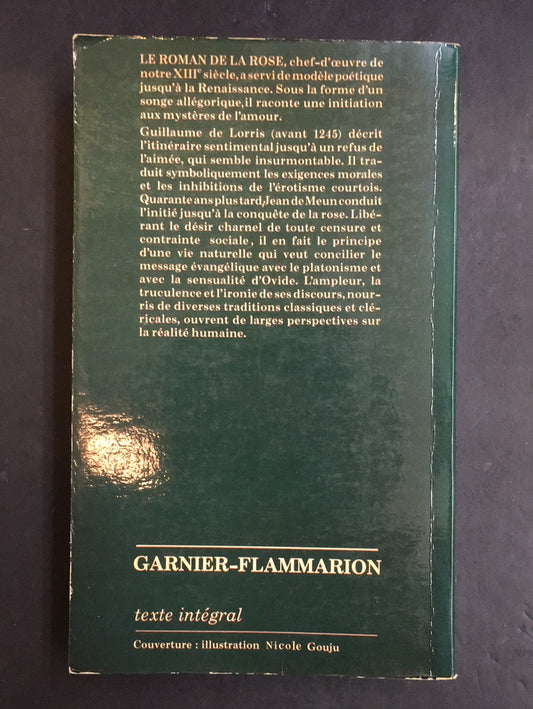 LE ROMAN DE LA ROSE, chef-d'œuvre de
notre XIIIe siècle, a servi de modèle poétique
jusqu'à la Renaissance. Sous la forme d'un
songe allégorique, il raconte une initiation
aux mystères de l'amour.
Guillaume de Lorris (avant 1245) décrit
l'itinéraire sentimental jusqu'à un refus de
l'aimée, qui semble insurmontable. Il tra-
duit symboliquement les exigences morales
et les inhibitions de l'érotisme courtois.
Quarante ans plus tard, Jean de Meun conduit
l'initié jusqu'à la conquête de la rose. Libé-
rant le désir charnel de toute censure et
contrainte sociale, il en fait le principe
d'une vie naturelle qui veut concilier le
message évangélique avec le platonisme et
avec la sensualité d'Ovide. L'ampleur, la
truculence et l'ironie de ses discours, nour-
ris de diverses traditions classiques et clé-
ricales, ouvrent de larges perspectives sur
la réalité humaine.
GARNIER-FLAMMARION
texte intégral
Couverture : illustration Nicole Gouju